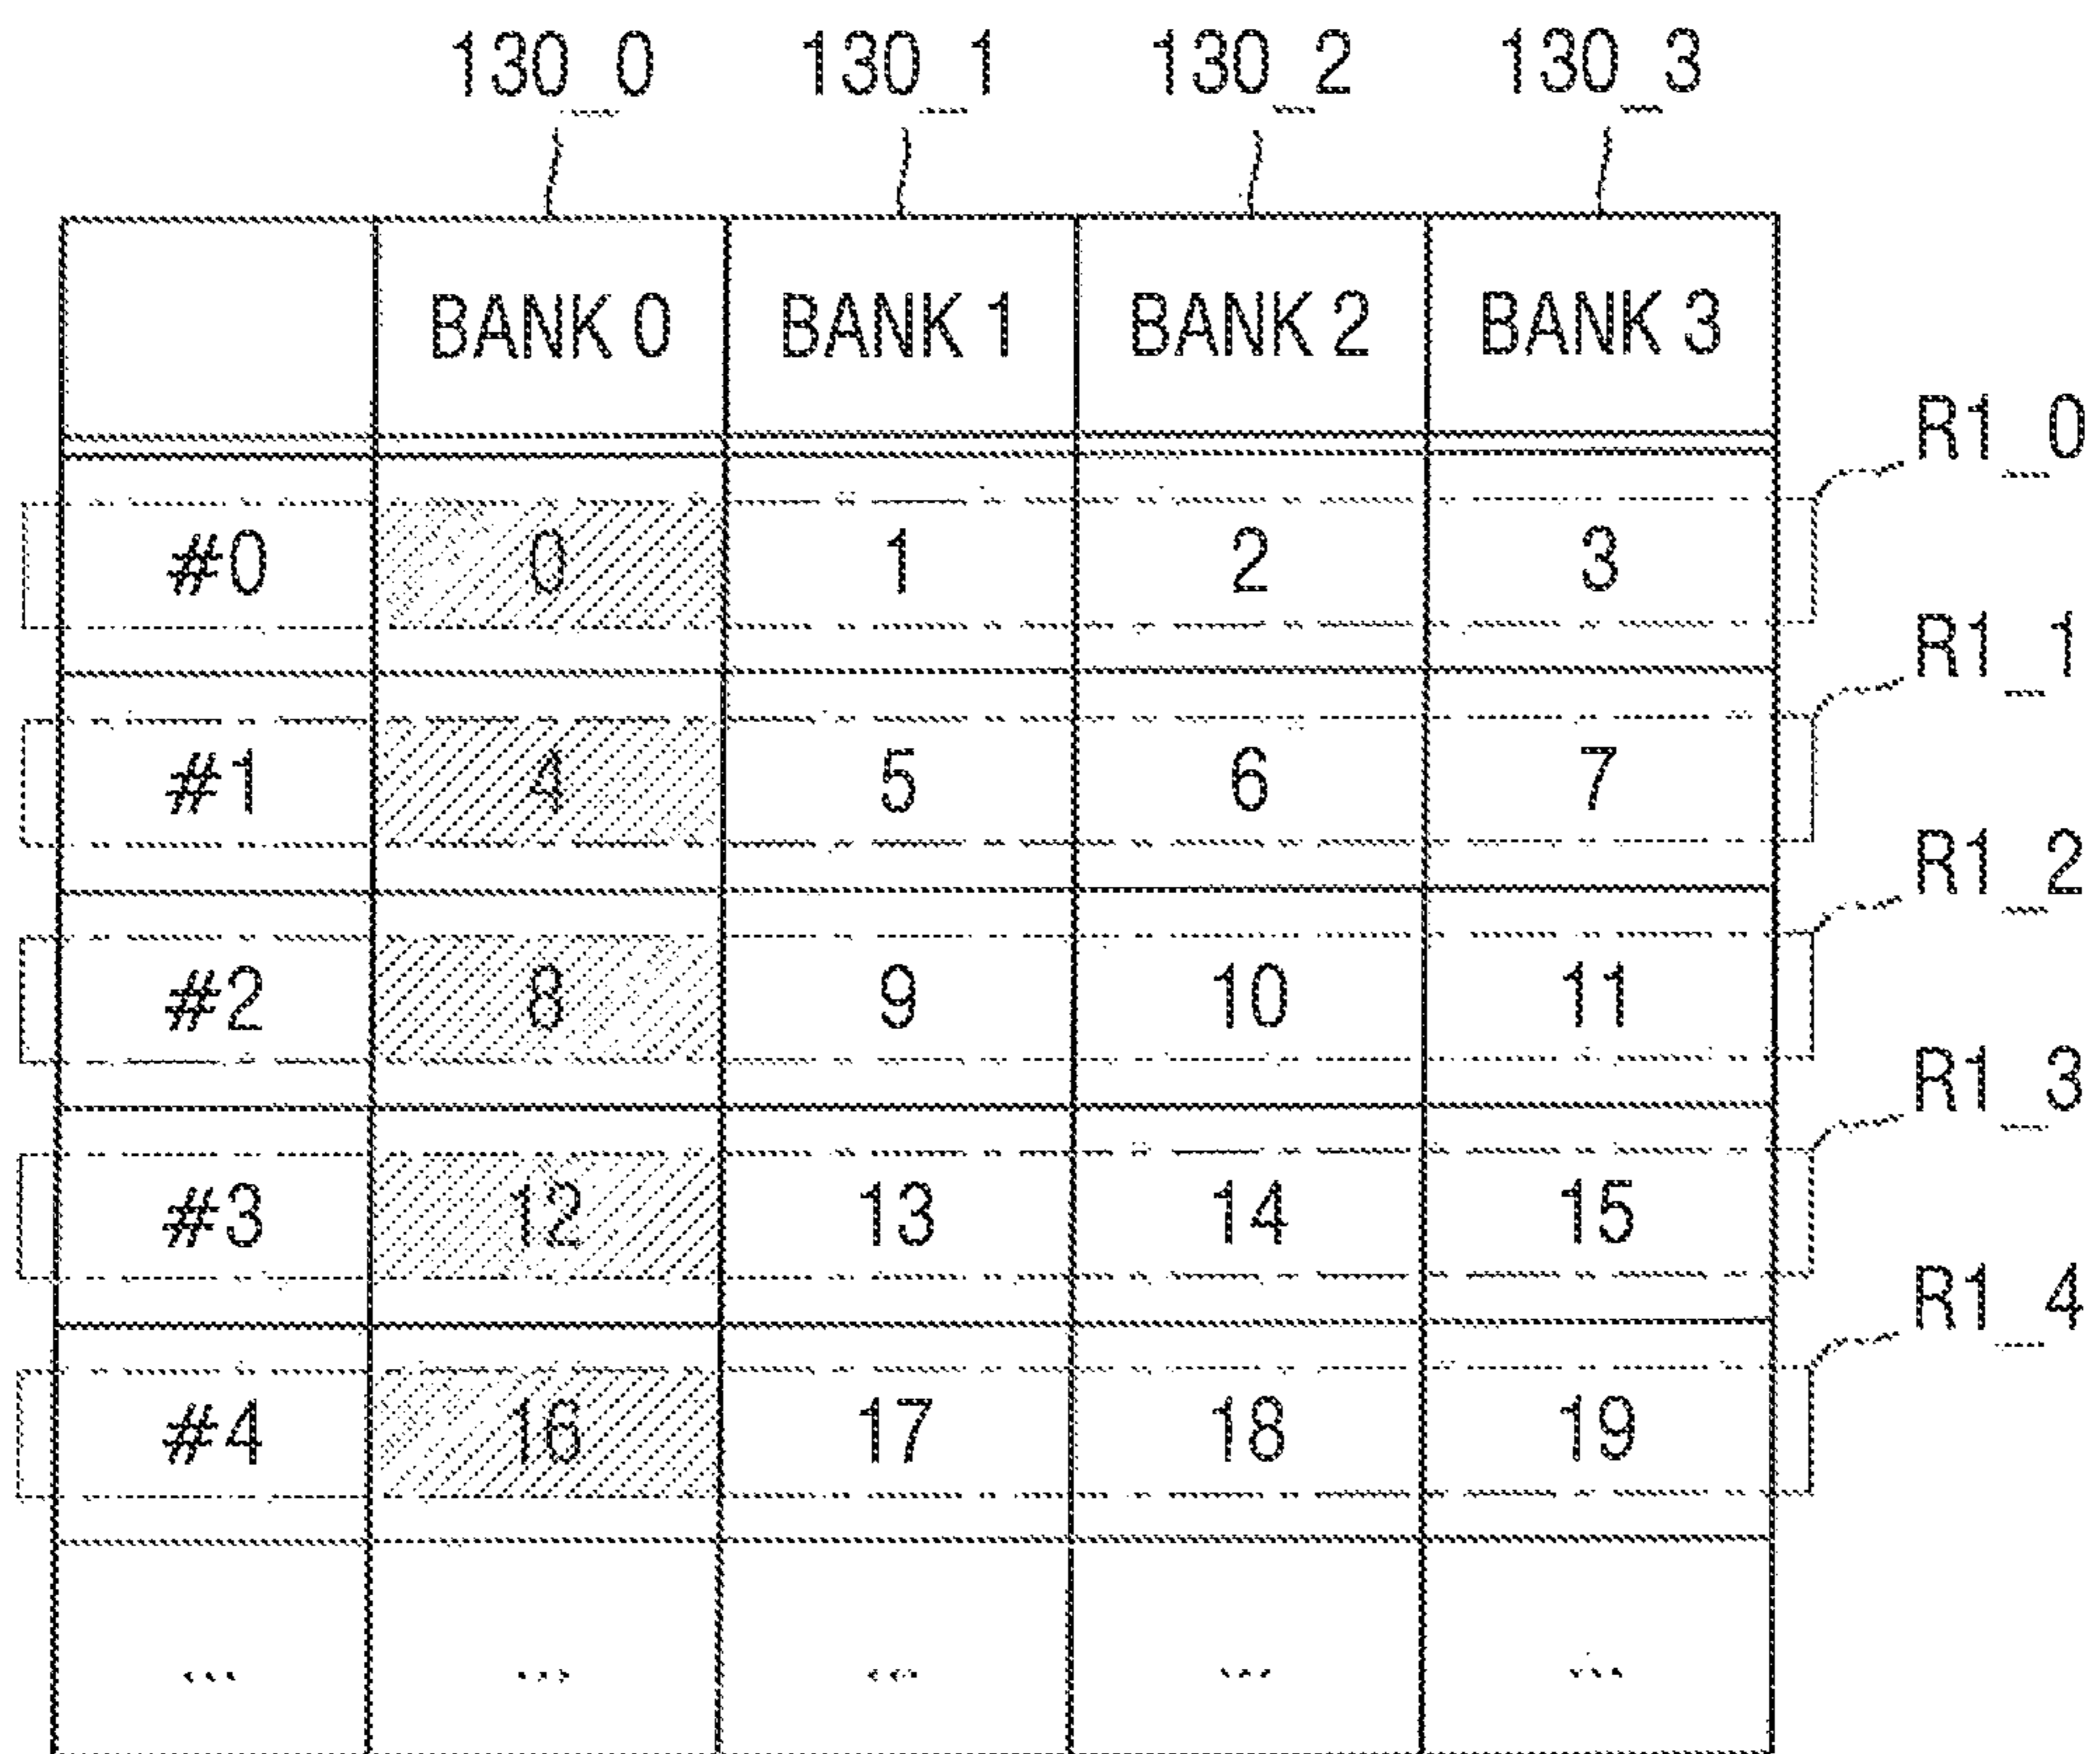 130_0 130_1 130_2 130_3
BANK 0 BANK 1 BANK 2 BANK 3
R1_0
#0 0 1 2 3
R1_1
#1 4 5 6 7
R1_2
#2 8 9 10 11
R1_3
#3 12 13 14 15
R1_4
#4 16 17 18 19
... ... ... ... ...